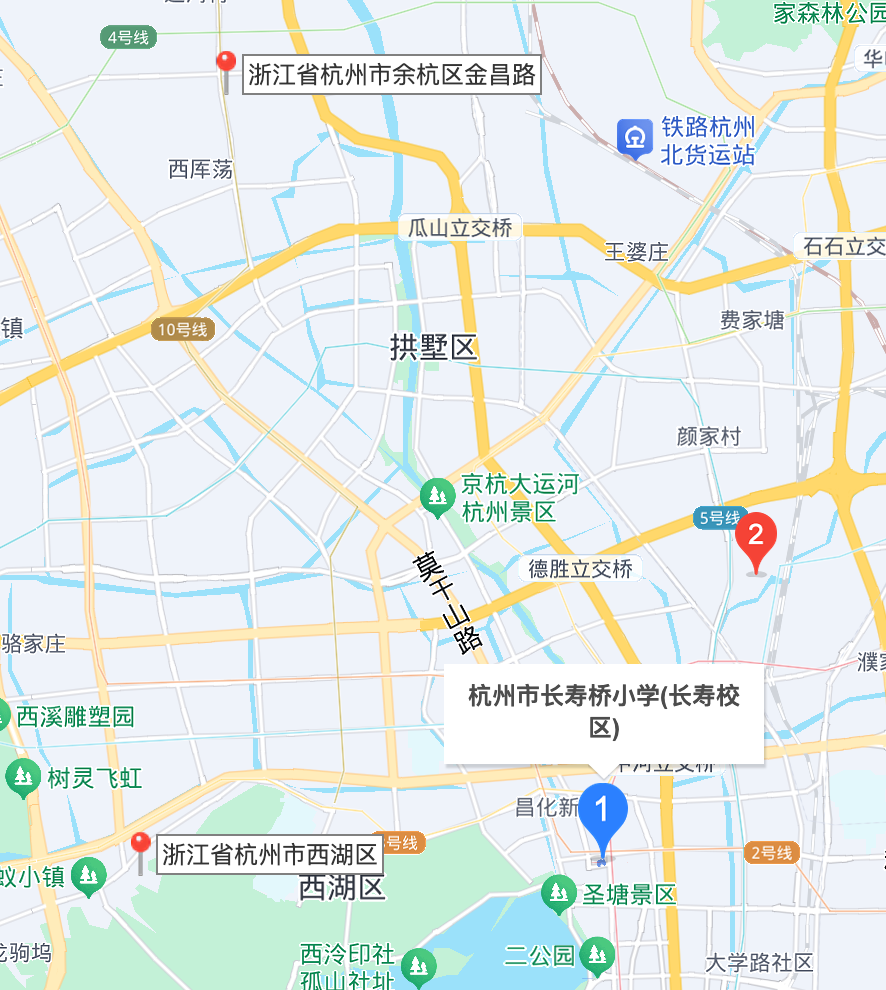 家森林公园
4号线
浙江省杭州市余杭区金昌路
铁路杭州
北货运站
西厍荡
瓜山立交桥
王婆庄
石石立交
镇
10号线
费家塘
拱墅区
颜家村
京杭大运河
杭州景区
5号线
2
莫干山路
德胜立交桥
骆家庄
濮家
杭州市长寿桥小学(长寿校
区)
西溪雕塑园
树灵飞虹
昌化新
1
浙江省杭州市西湖区
号线
2号线
蚁小镇
西湖区
圣塘景区
龙驹坞
西泠印社
孤山社址
二公园
大学路社区